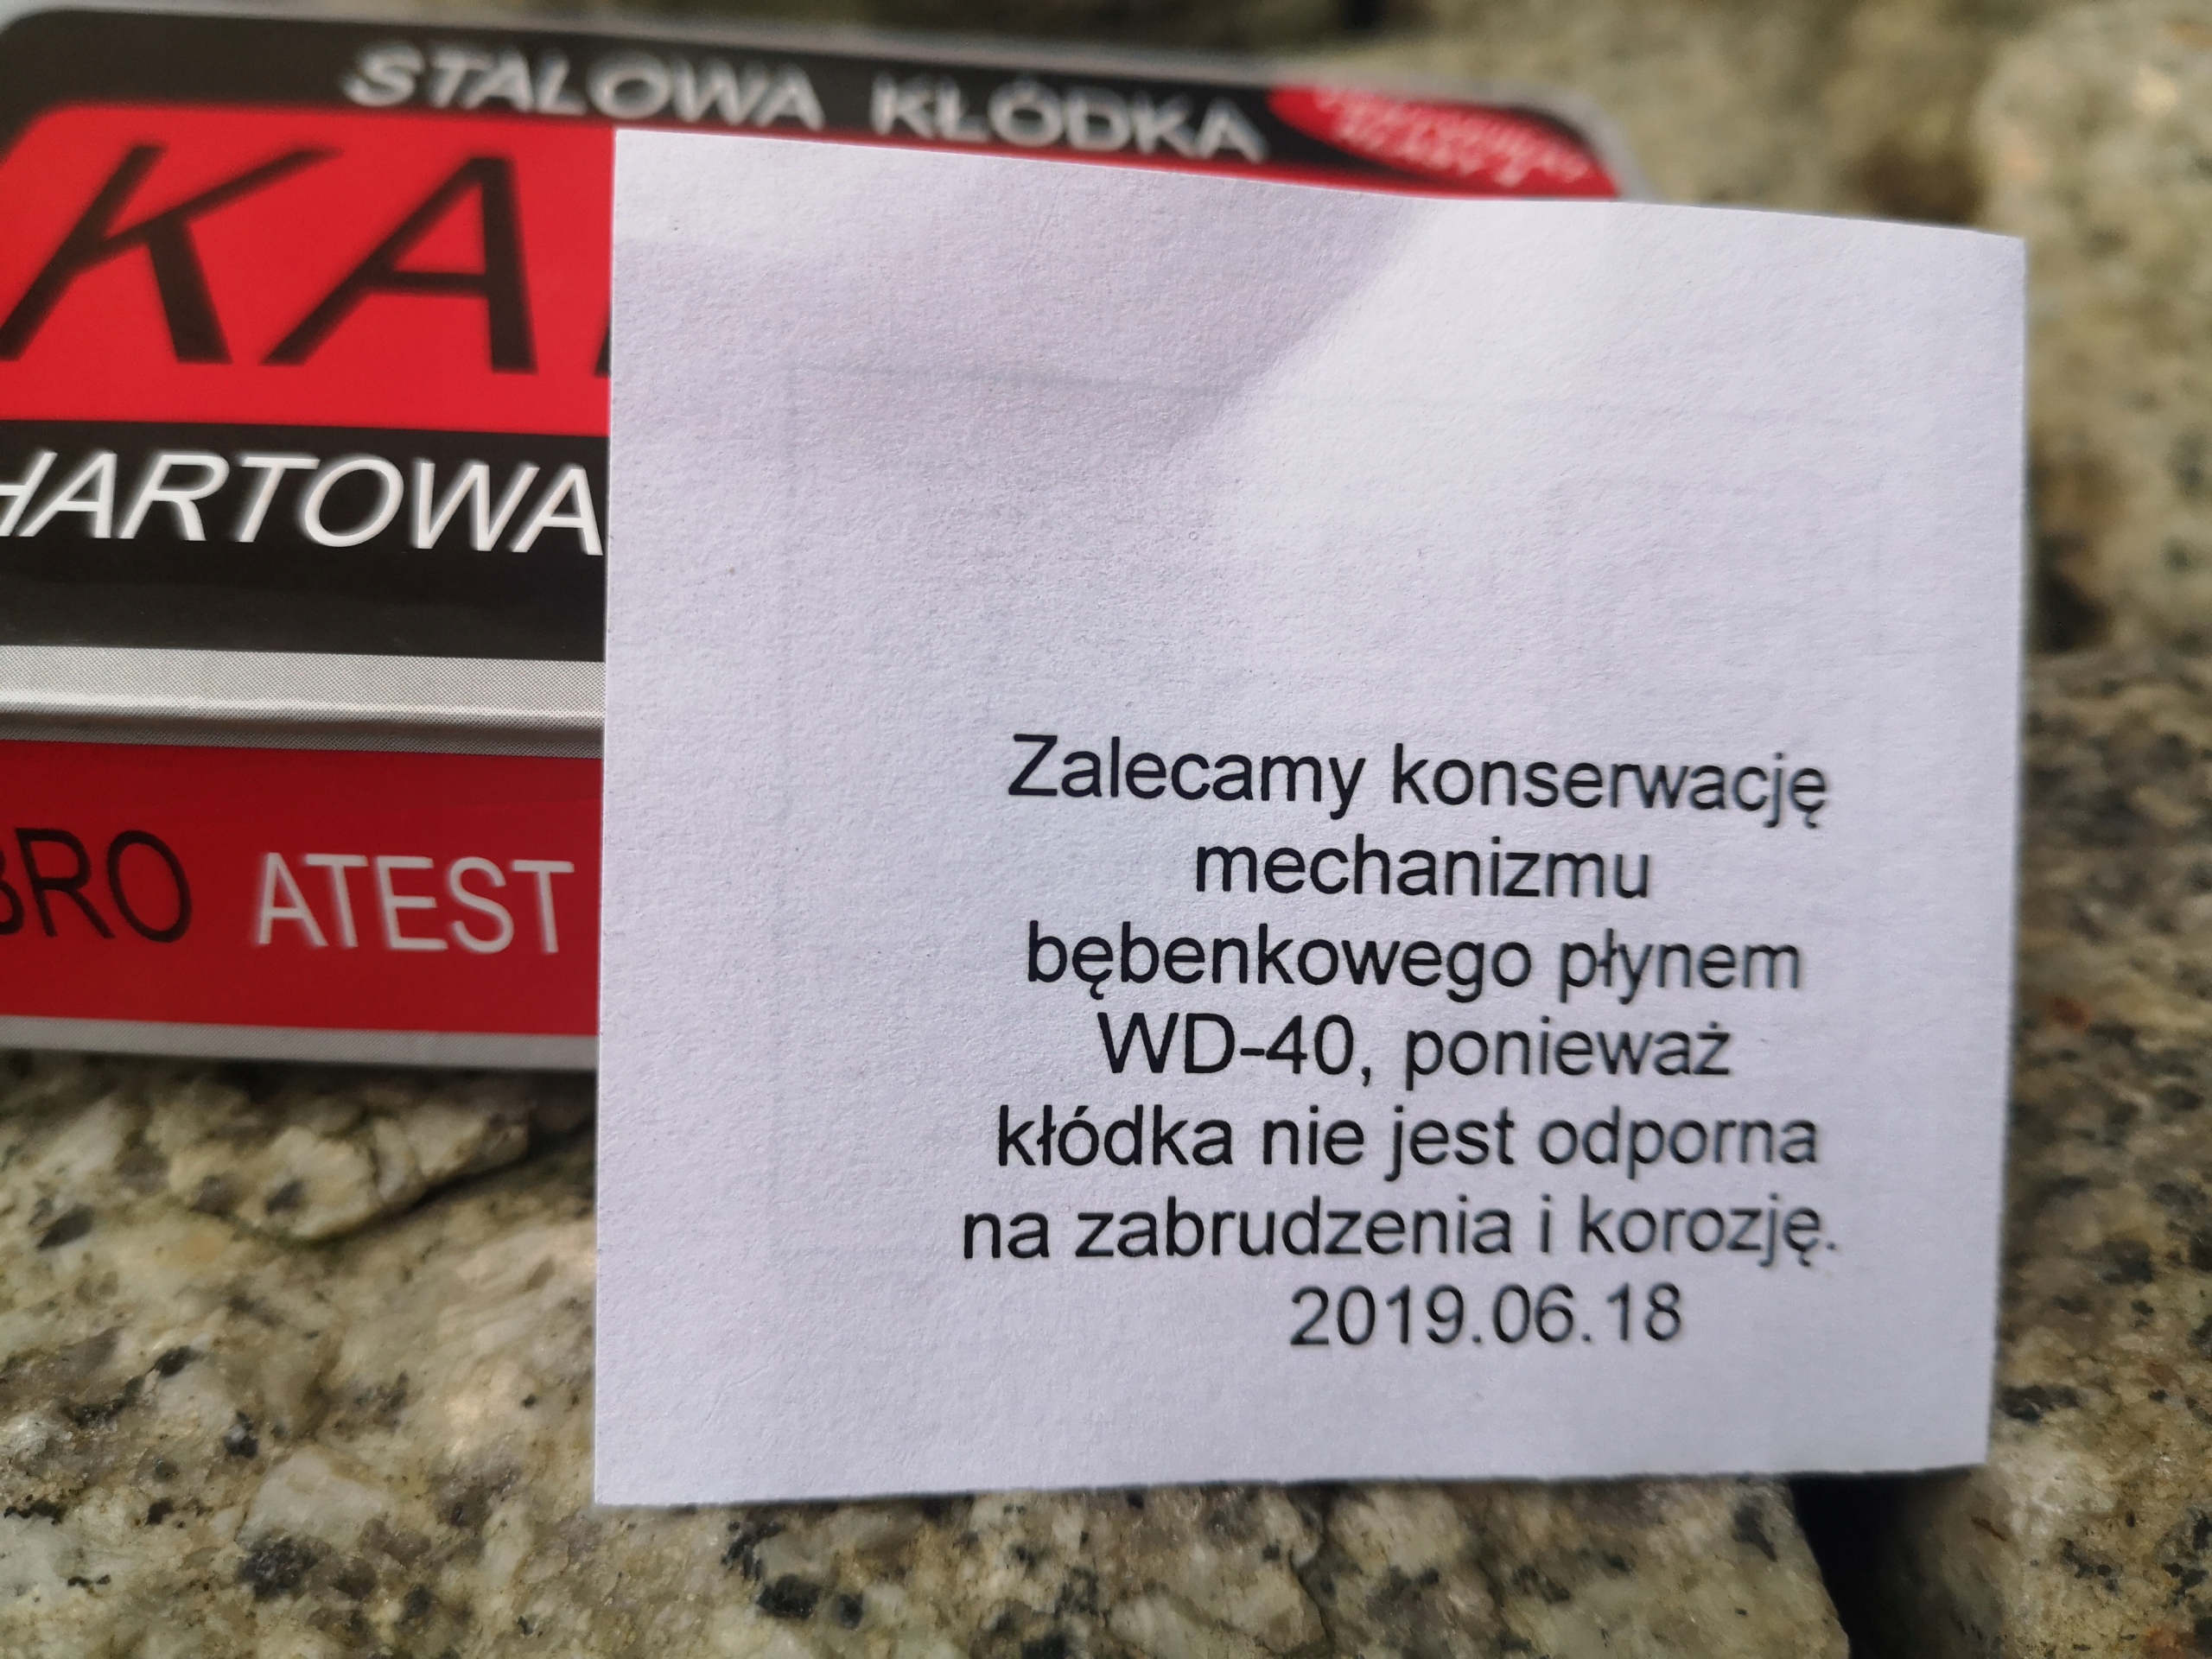 STALOWA KŁÓDKA
HARTOWA
BRO ATEST
Zalecamy konserwację
mechanizmu
bębenkowego płynem
WD-40, ponieważ
kłódka nie jest odporna
na zabrudzenia i korozję.
2019.06.18